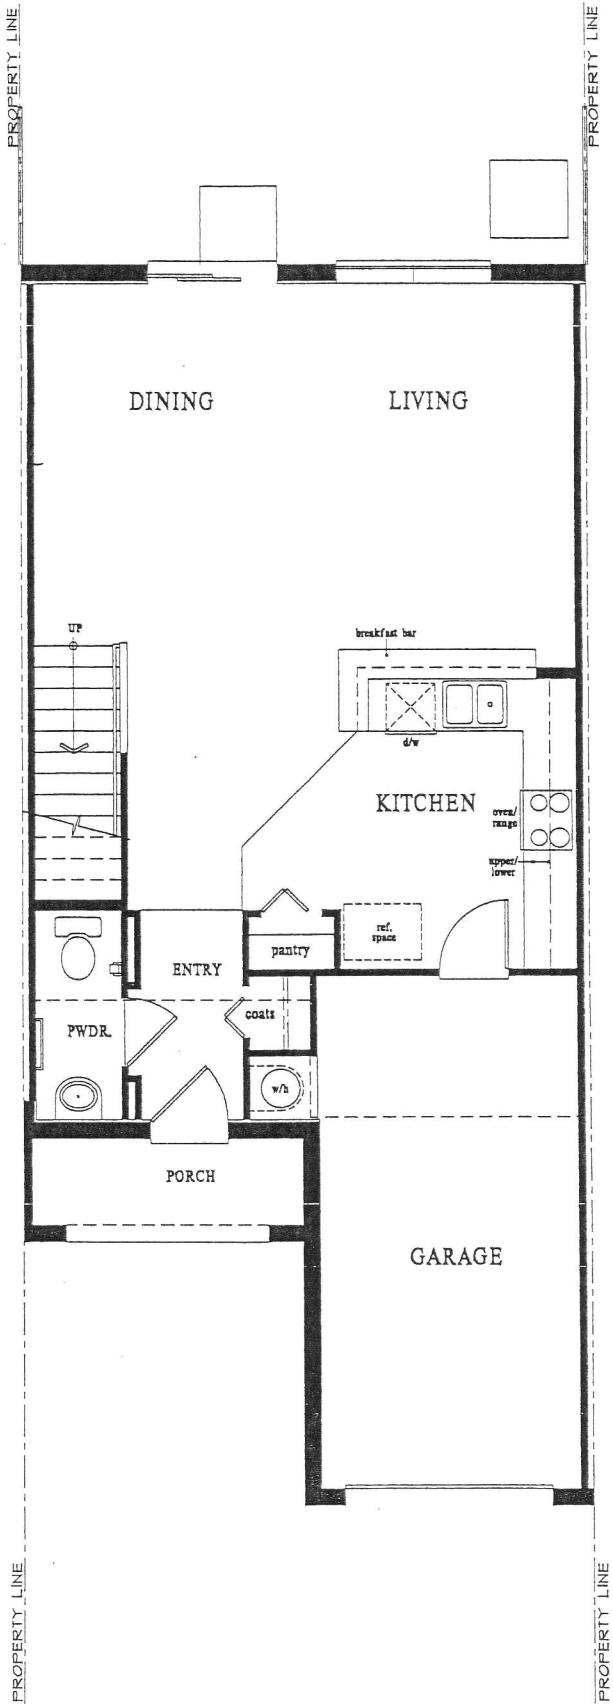 PROPERTY LINE
PROPERTY LINE
DINING
LIVING
UP
breakfast bar
d/w
KITCHEN
oven/
range
upper/
lower
ref.
space
pantry
ENTRY
coats
PWDR.
w/h
PORCH
GARAGE
PROPERTY LINE
PROPERTY LINE